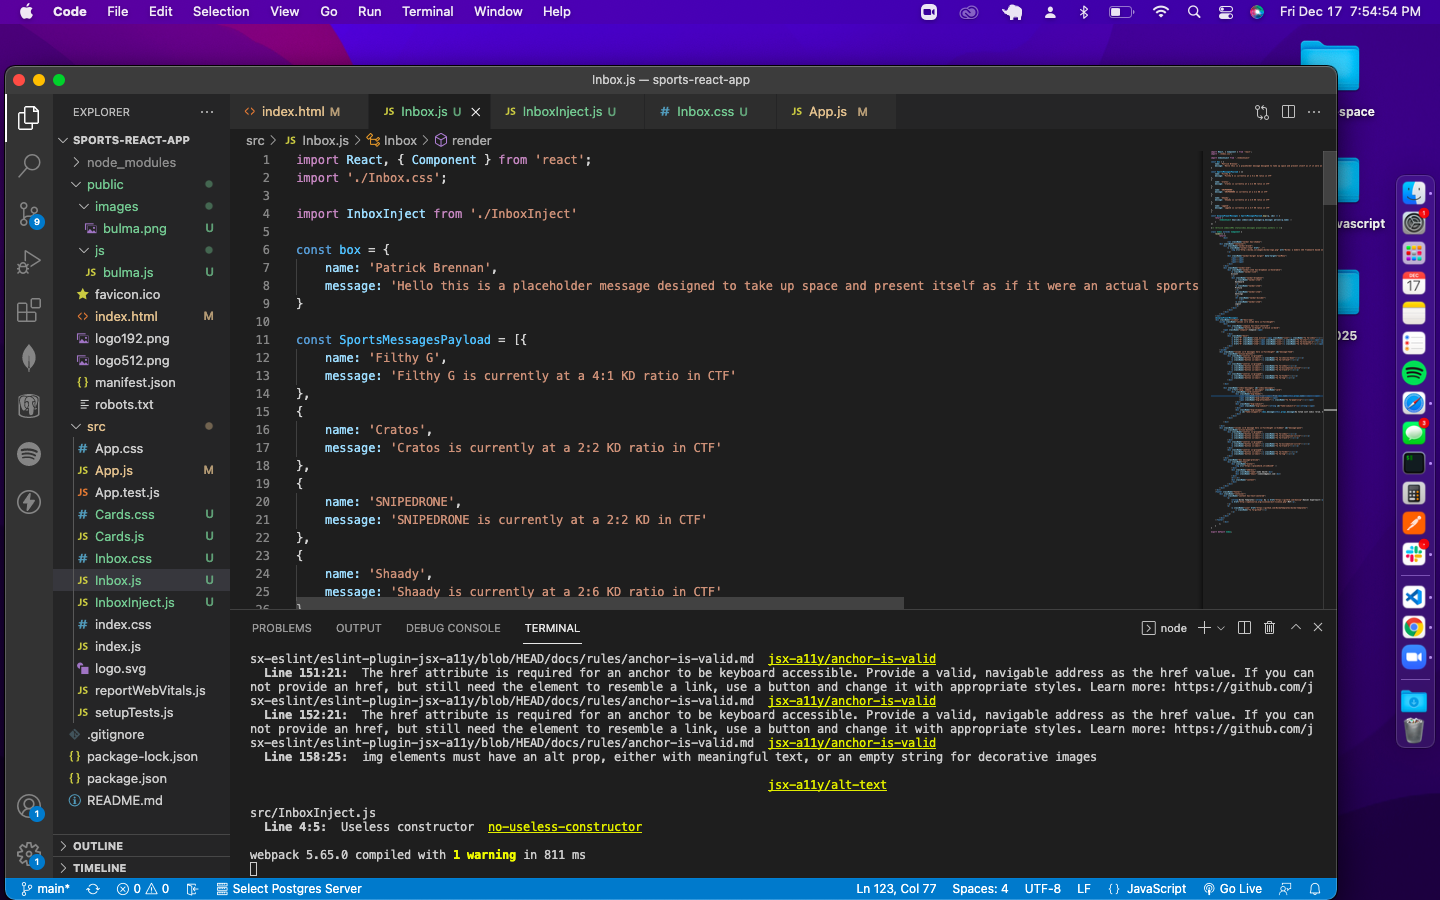 Code File Edit Selection View Go Run Terminal Window Help Fri Dec 17 7:54:54 PM
Inbox.js — sports-react-app
EXPLORER
SPORTS-REACT-APP
node_modules
public
images
bulma.png U
js
JS bulma.js U
favicon.ico
<> index.html M
logo192.png
logo512.png
{} manifest.json
robots.txt
src
# App.css
JS App.js M
JS App.test.js
# Cards.css U
JS Cards.js U
# Inbox.css U
JS Inbox.js U
JS InboxInject.js U
# index.css
JS index.js
logo.svg
JS reportWebVitals.js
JS setupTests.js
.gitignore
{} package-lock.json
{} package.json
README.md
OUTLINE
TIMELINE
9
1
1
<> index.html M JS Inbox.js U JS InboxInject.js U # Inbox.css U JS App.js M
src > JS Inbox.js > Inbox > render
1 import React, { Component } from 'react';
2 import './Inbox.css';
3
4 import InboxInject from './InboxInject'
5
6 const box = {
7 name: 'Patrick Brennan',
8 message: 'Hello this is a placeholder message designed to take up space and present itself as if it were an actual sports
9 }
10
11 const SportsMessagesPayload = [{
12 name: 'Filthy G',
13 message: 'Filthy G is currently at a 4:1 KD ratio in CTF'
14 },
15 {
16 name: 'Cratos',
17 message: 'Cratos is currently at a 2:2 KD ratio in CTF'
18 },
19 {
20 name: 'SNIPEDRONE',
21 message: 'SNIPEDRONE is currently at a 2:2 KD in CTF'
22 },
23 {
24 name: 'Shaady',
25 message: 'Shaady is currently at a 2:6 KD ratio in CTF'
26 }
PROBLEMS OUTPUT DEBUG CONSOLE TERMINAL node
sx-eslint/eslint-plugin-jsx-a11y/blob/HEAD/docs/rules/anchor-is-valid.md jsx-a11y/anchor-is-valid
Line 151:21: The href attribute is required for an anchor to be keyboard accessible. Provide a valid, navigable address as the href value. If you can
not provide an href, but still need the element to resemble a link, use a button and change it with appropriate styles. Learn more: https://github.com/j
sx-eslint/eslint-plugin-jsx-a11y/blob/HEAD/docs/rules/anchor-is-valid.md jsx-a11y/anchor-is-valid
Line 152:21: The href attribute is required for an anchor to be keyboard accessible. Provide a valid, navigable address as the href value. If you can
not provide an href, but still need the element to resemble a link, use a button and change it with appropriate styles. Learn more: https://github.com/j
sx-eslint/eslint-plugin-jsx-a11y/blob/HEAD/docs/rules/anchor-is-valid.md jsx-a11y/anchor-is-valid
Line 158:25: img elements must have an alt prop, either with meaningful text, or an empty string for decorative images
jsx-a11y/alt-text
src/InboxInject.js
Line 4:5: Useless constructor no-useless-constructor
webpack 5.65.0 compiled with 1 warning in 811 ms
main* 0 0 Select Postgres Server Ln 123, Col 77 Spaces: 4 UTF-8 LF {} JavaScript Go Live
space
vascript
025
DEC
17